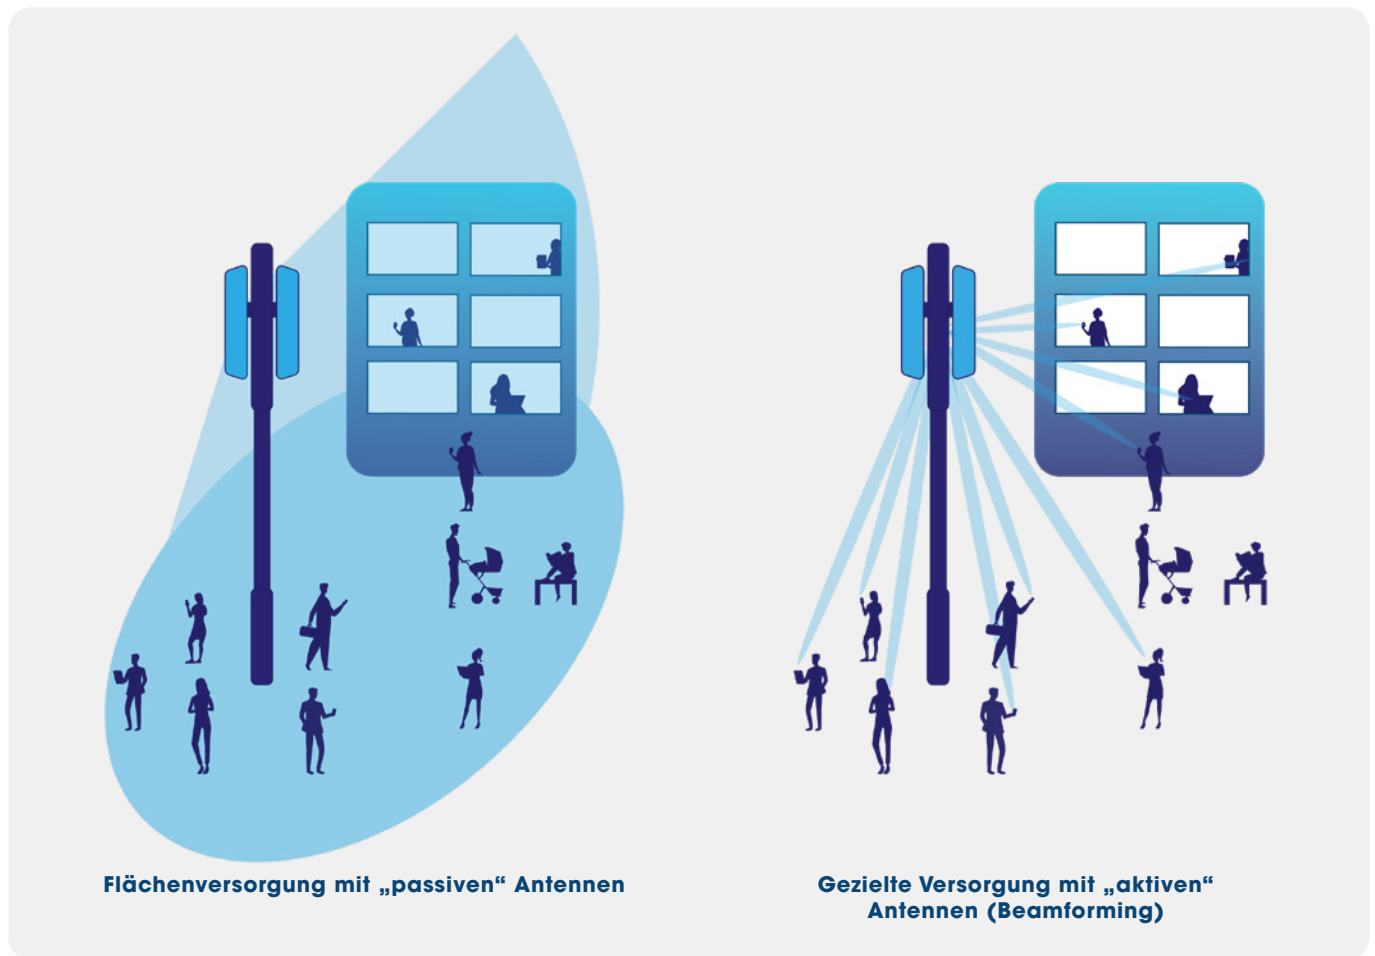 Flächenversorgung mit „passiven“ Antennen
Gezielte Versorgung mit „aktiven“
Antennen (Beamforming)